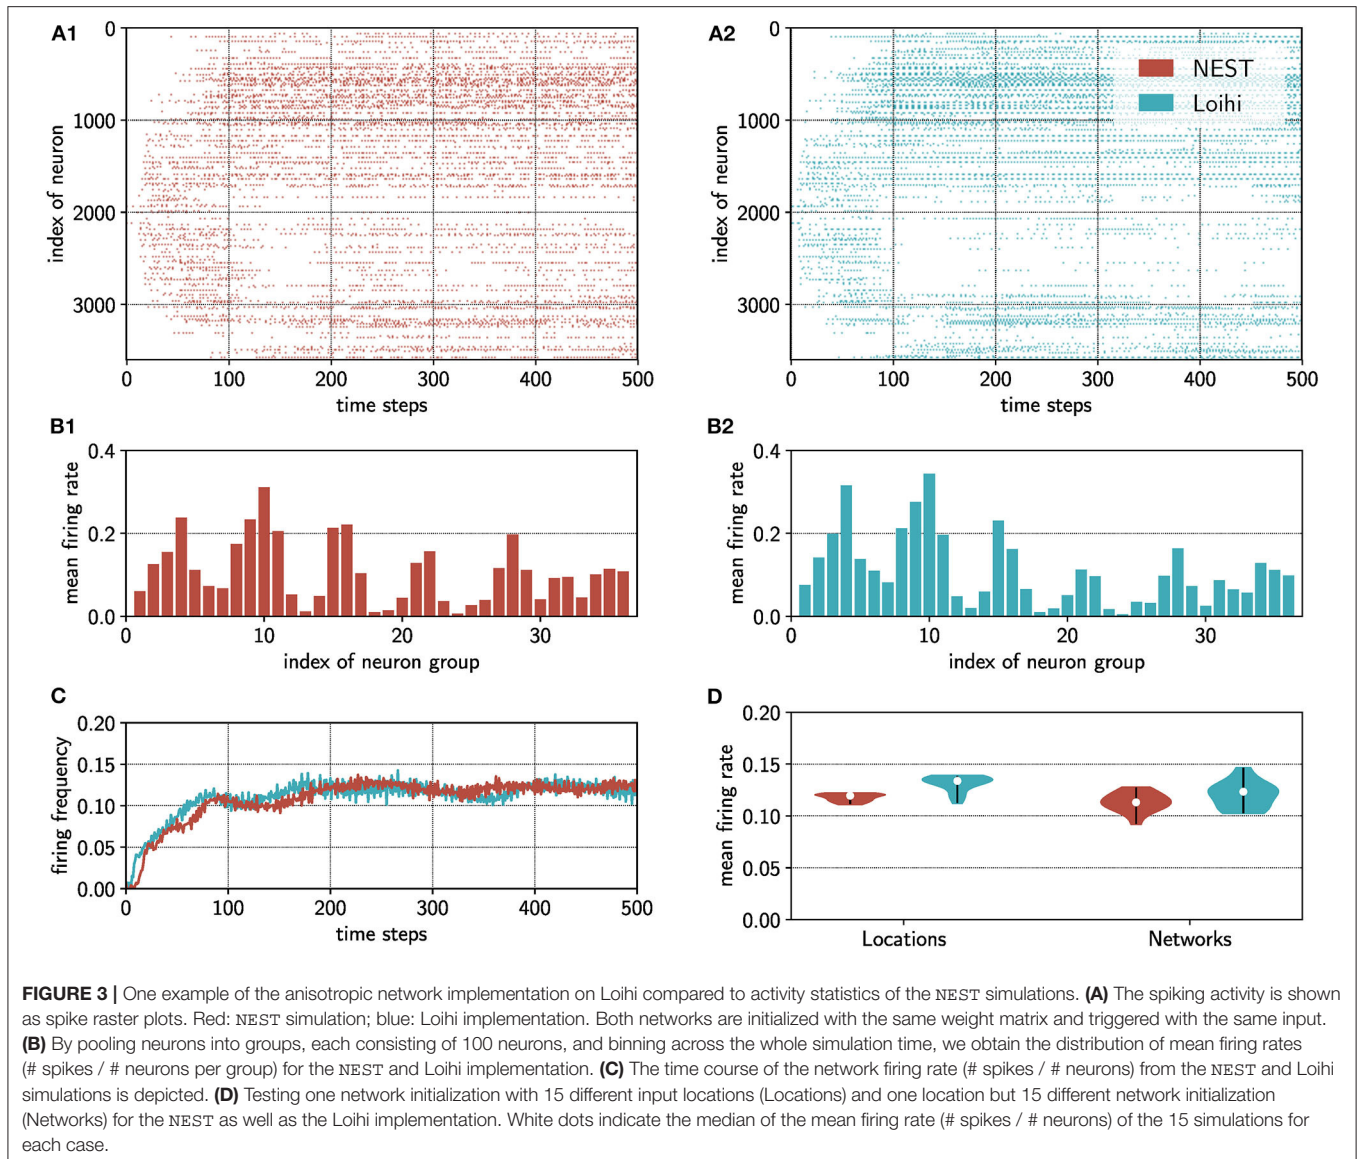 A1
0
1000
2000
3000
index of neuron
0 100 200 300 400 500
time steps
A2
0
1000
2000
3000
index of neuron
NEST
Loihi
0 100 200 300 400 500
time steps
B1
0.4
0.2
0.0
mean firing rate
0 10 20 30
index of neuron group
B2
0.4
0.2
0.0
mean firing rate
0 10 20 30
index of neuron group
C
0.20
0.15
0.10
0.05
0.00
firing frequency
0 100 200 300 400 500
time steps
D
0.20
0.15
0.10
0.05
0.00
mean firing rate
Locations Networks
FIGURE 3 | One example of the anisotropic network implementation on Loihi compared to activity statistics of the NEST simulations. (A) The spiking activity is shown
as spike raster plots. Red: NEST simulation; blue: Loihi implementation. Both networks are initialized with the same weight matrix and triggered with the same input.
(B) By pooling neurons into groups, each consisting of 100 neurons, and binning across the whole simulation time, we obtain the distribution of mean firing rates
(# spikes / # neurons per group) for the NEST and Loihi implementation. (C) The time course of the network firing rate (# spikes / # neurons) from the NEST and Loihi
simulations is depicted. (D) Testing one network initialization with 15 different input locations (Locations) and one location but 15 different network initialization
(Networks) for the NEST as well as the Loihi implementation. White dots indicate the median of the mean firing rate (# spikes / # neurons) of the 15 simulations for
each case.